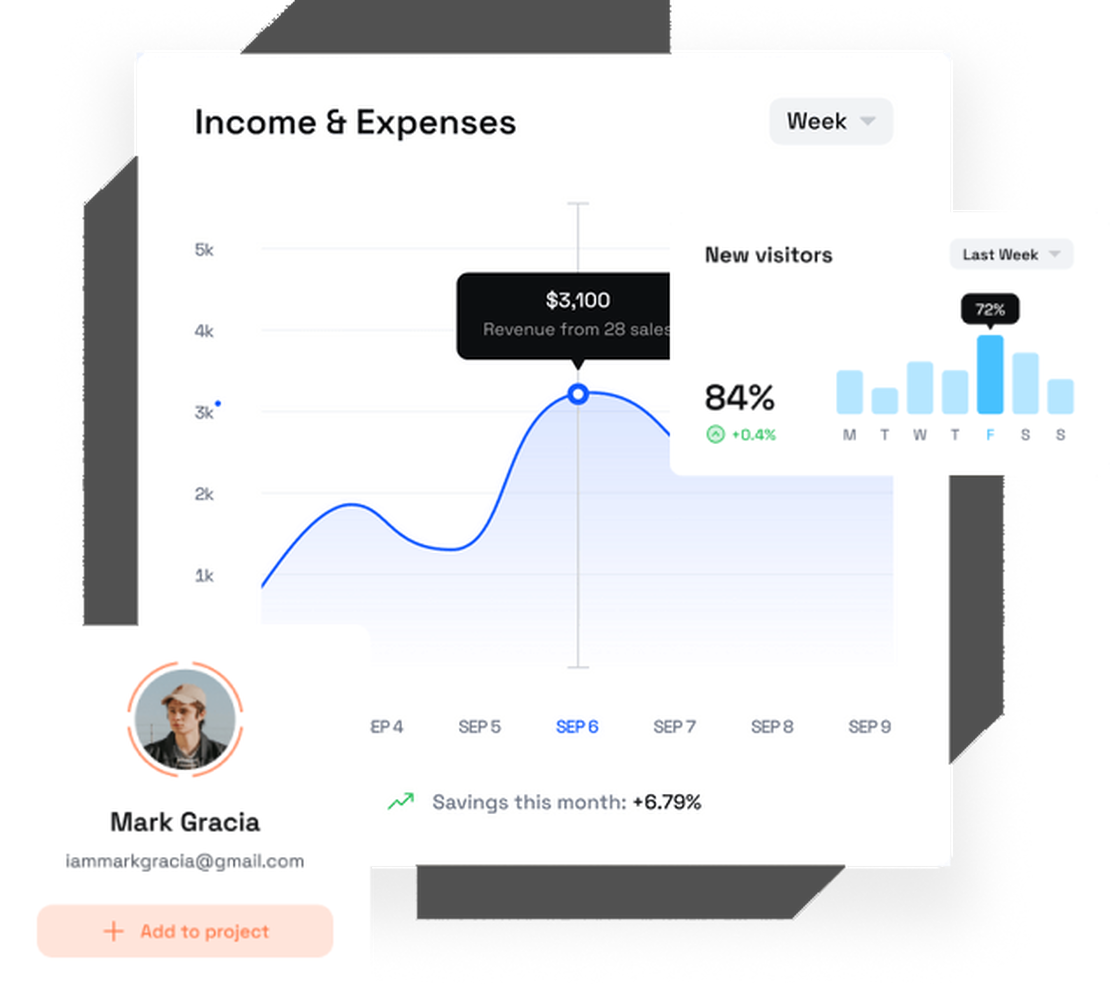 Income & Expenses
Week
5k
4k
3k
2k
1k
$3,100
Revenue from 28 sales
New visitors
Last Week
72%
84%
+0.4%
M T W T F S S
EP 4 SEP 5 SEP 6 SEP 7 SEP 8 SEP 9
Savings this month: +6.79%
Mark Gracia
iammarkgracia@gmail.com
Add to project